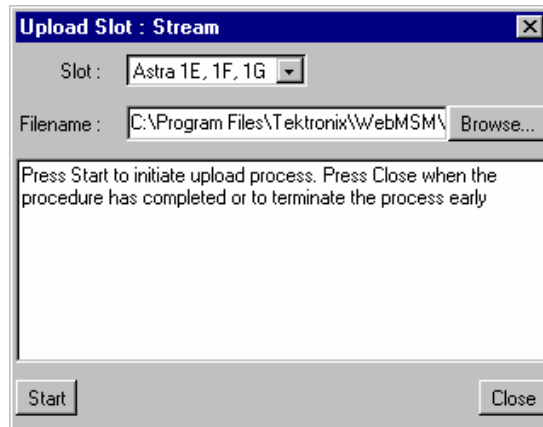 Upload Slot : Stream
Slot : Astra 1E, 1F, 1G
Filename : C:\Program Files\Tektronix\WebMSM\ Browse...
Press Start to initiate upload process. Press Close when the
procedure has completed or to terminate the process early
Start Close